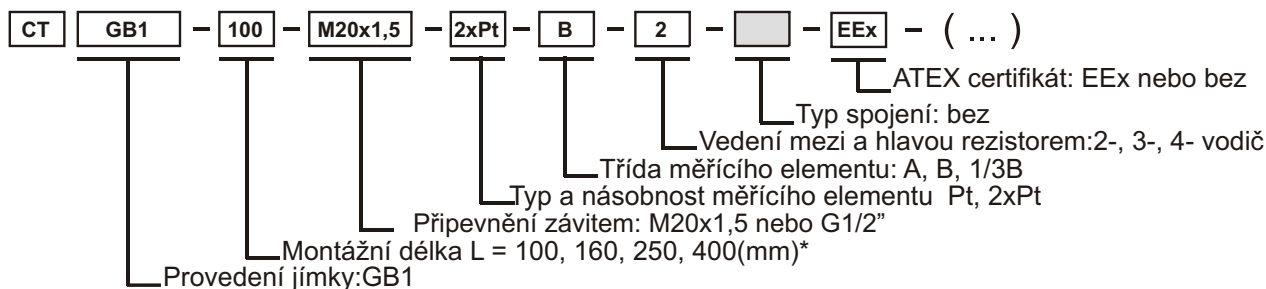 CT GB1 – 100 – M20x1,5 – 2xPt – B – 2 – – EEx – ( ... )
ATEX certifikát: EEx nebo bez
Typ spojení: bez
Vedení mezi a hlavou rezistorem:2-, 3-, 4- vodič
Třída měřícího elementu: A, B, 1/3B
Typ a násobnost měřícího elementu Pt, 2xPt
Připevnění závitem: M20x1,5 nebo G1/2”
Montážní délka L = 100, 160, 250, 400(mm)*
Provedení jímky:GB1